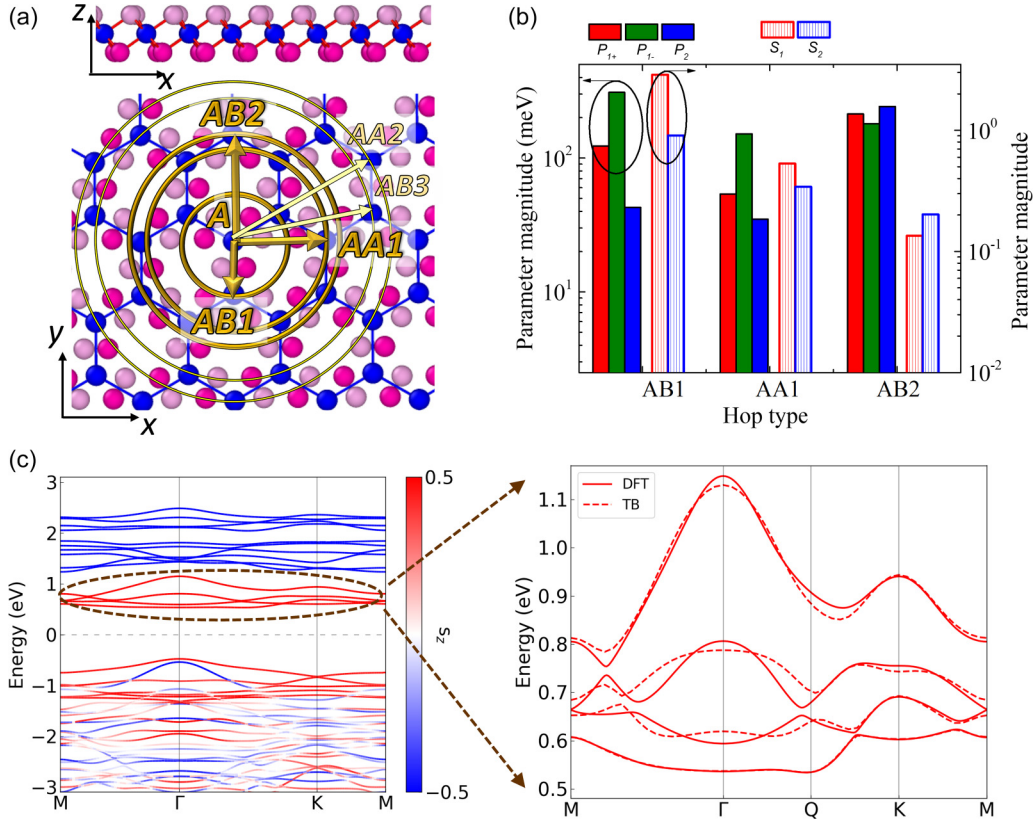 (a)
z
x
AB2
AA2
AB3
A
AA1
AB1
y
x
(b)
P1+ P1- P2 S1 S2
Parameter magnitude (meV)
10^2
10^1
10^0
10^-1
10^-2
Parameter magnitude
AB1 AA1 AB2
Hop type
(c)
Energy (eV)
3
2
1
0
−1
−2
−3
M Γ K M
0.5
sz
−0.5
DFT
TB
Energy (eV)
1.1
1.0
0.9
0.8
0.7
0.6
0.5
M Γ Q K M